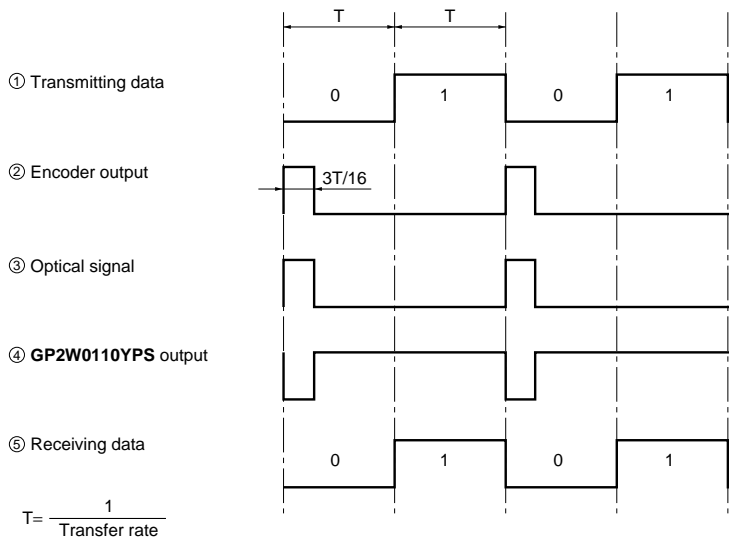 T T
① Transmitting data
0 1 0 1
② Encoder output
3T/16
③ Optical signal
④ GP2W0110YPS output
⑤ Receiving data
0 1 0 1
T= 1
Transfer rate